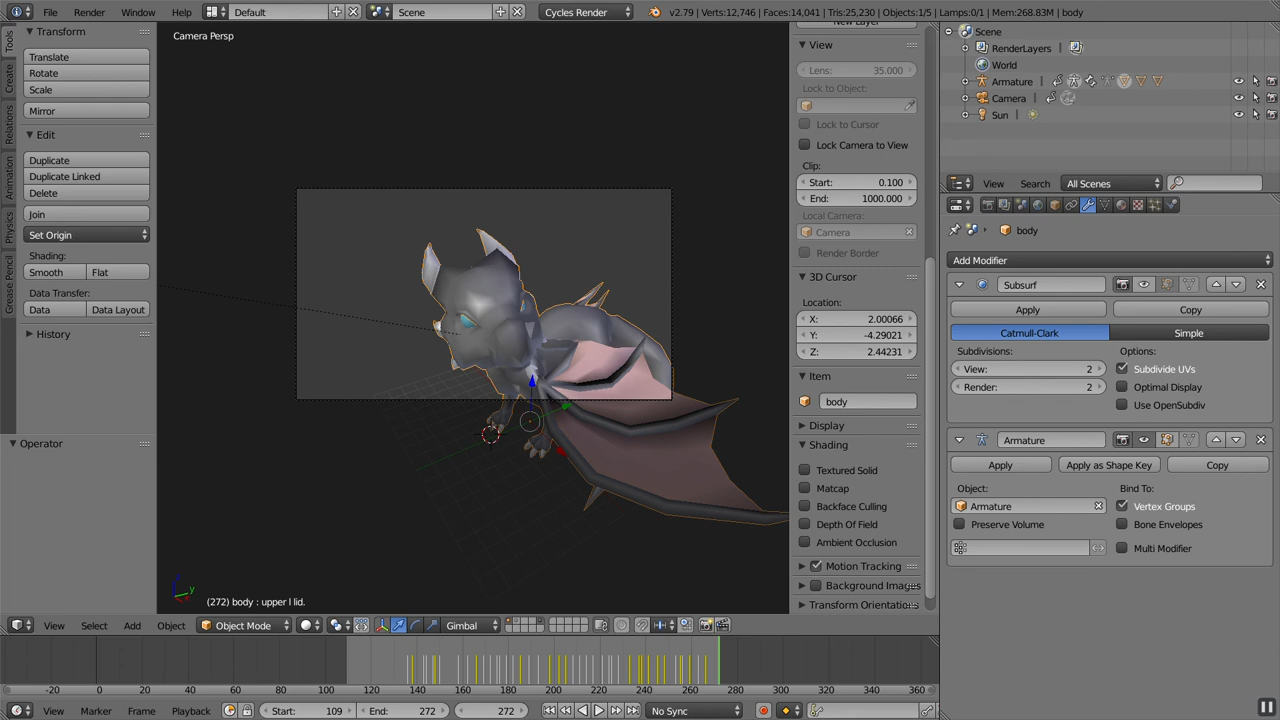 File Render Window Help Default Scene Cycles Render v2.79 | Verts:12,746 | Faces:14,041 | Tris:25,230 | Objects:1/5 | Lamps:0/1 | Mem:268.83M | body
Tools
Create
Relations
Animation
Physics
Grease Pencil
Transform
Translate
Rotate
Scale
Mirror
Edit
Duplicate
Duplicate Linked
Delete
Join
Set Origin
Shading:
Smooth Flat
Data Transfer:
Data Data Layout
History
Operator
Camera Persp
(272) body : upper l lid.
z
y
View
Lens: 35.000
Lock to Object:
Lock to Cursor
Lock Camera to View
Clip:
Start: 0.100
End: 1000.000
Local Camera:
Camera
Render Border
3D Cursor
Location:
X: 2.00066
Y: -4.29021
Z: 2.44231
Item
body
Display
Shading
Textured Solid
Matcap
Backface Culling
Depth Of Field
Ambient Occlusion
Motion Tracking
Background Images
Transform Orientations
Scene
RenderLayers
World
Armature
Camera
Sun
View Search All Scenes
body
Add Modifier
Subsurf
Apply Copy
Catmull-Clark Simple
Subdivisions: Options:
View: 2 Subdivide UVs
Render: 2 Optimal Display
Use OpenSubdiv
Armature
Apply Apply as Shape Key Copy
Object: Bind To:
Armature Vertex Groups
Preserve Volume Bone Envelopes
Multi Modifier
View Select Add Object Object Mode Gimbal
-20 0 20 40 60 80 100 120 140 160 180 200 220 240 260 280 300 320 340 360
View Marker Frame Playback Start: 109 End: 272 272 No Sync